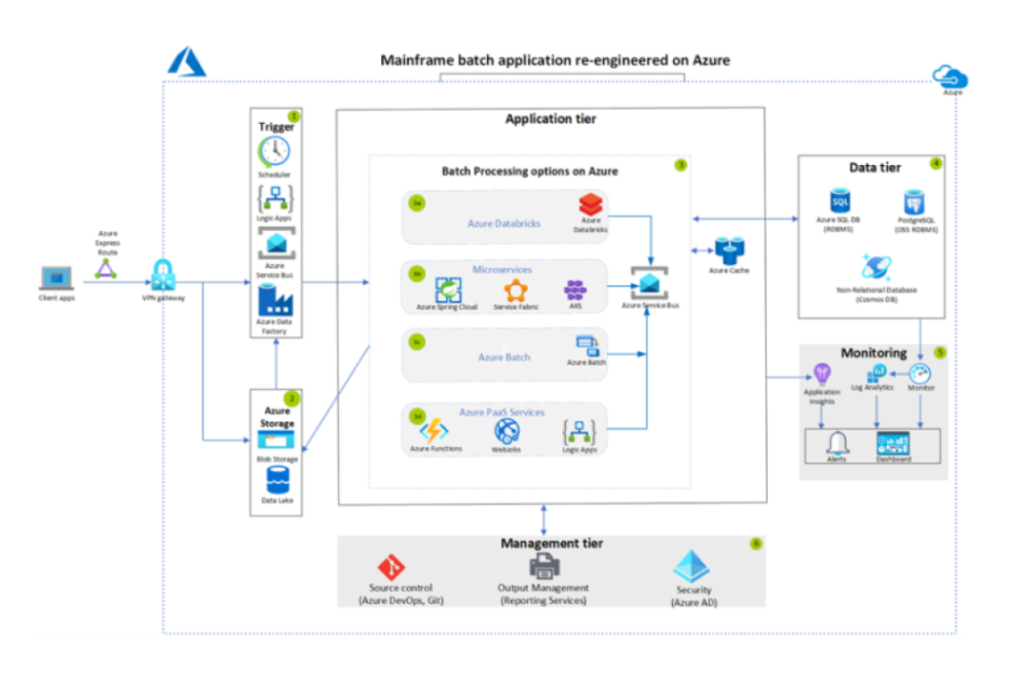 Mainframe batch application re-engineered on Azure
Azure
Client apps
Azure
Express
Route
VPN gateway
1
Trigger
Scheduler
Logic Apps
Azure
Service Bus
Azure Data
Factory
2
Azure
Storage
Blob Storage
Data Lake
Application tier
3
Batch Processing options on Azure
3a
Azure Databricks
Azure
Databricks
3b
Microservices
Azure Spring Cloud
Service Fabric
AKS
Azure Batch
Azure Batch
Azure PaaS Services
Azure Functions
WebJobs
Logic Apps
Azure Service Bus
Azure Cache
4
Data tier
SQL
Azure SQL DB
(RDBMS)
PostgreSQL
(OSS RDBMS)
Non-Relational Database
(Cosmos DB)
5
Monitoring
Application
Insights
Log Analytics
Monitor
Alerts
Dashboard
6
Management tier
Source control
(Azure DevOps, Git)
Output Management
(Reporting Services)
Security
(Azure AD)